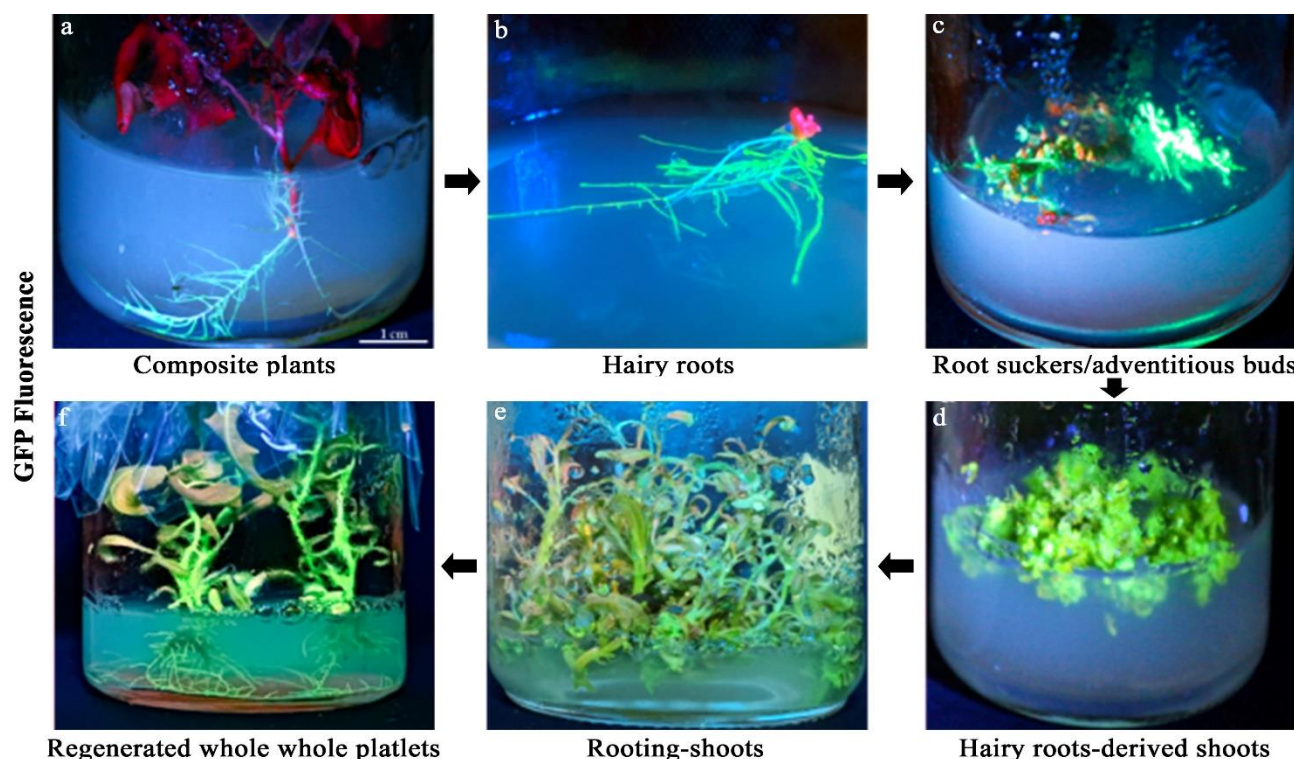 GFP Fluorescence
a
b
c
1 cm
Composite plants
Hairy roots
Root suckers/adventitious buds
f
e
d
Regenerated whole whole platlets
Rooting-shoots
Hairy roots-derived shoots